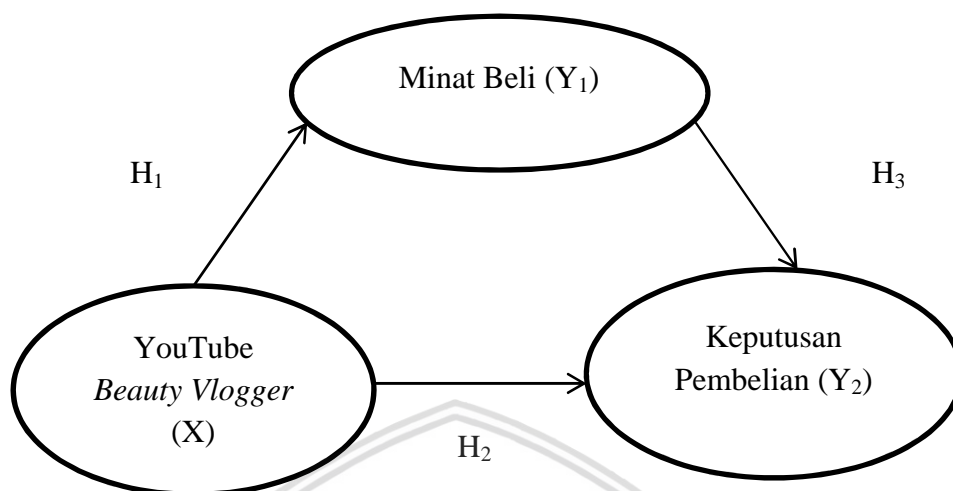 Minat Beli (Y₁)
H₁
H₃
YouTube
Beauty Vlogger
(X)
Keputusan
Pembelian (Y₂)
H₂